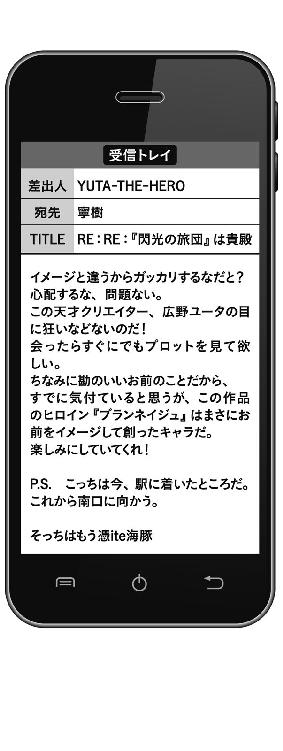 受信トレイ
差出人 YUTA-THE-HERO
宛先 寧樹
TITLE RE：RE：『閃光の旅団』は貴殿
イメージと違うからガッカリするなだと？
心配するな、問題ない。
この天才クリエイター、広野ユータの目
に狂いなどないのだ！
会ったらすぐにでもプロットを見て欲
しい。
ちなみに勘のいいお前のことだから、
すでに気付ていると思うが、この作品
のヒロイン『ブランネイジュ』はまさにお
前をイメージして創ったキャラだ。
楽しみにしていてくれ！
P.S.　こっちは今、駅に着いたところだ。
これから南口に向かう。
そっちはもう憑ite海豚